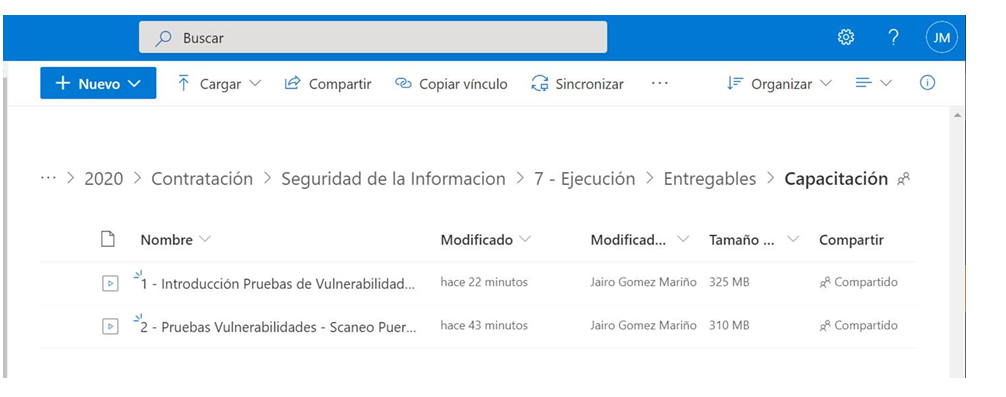 Buscar
JM
Nuevo Cargar Compartir Copiar vínculo Sincronizar ··· Organizar
··· > 2020 > Contratación > Seguridad de la Informacion > 7 - Ejecución > Entregables > Capacitación
Nombre Modificado Modificad... Tamaño ... Compartir
1 - Introducción Pruebas de Vulnerabilidad... hace 22 minutos Jairo Gomez Mariño 325 MB Compartido
2 - Pruebas Vulnerabilidades - Scaneo Puer... hace 43 minutos Jairo Gomez Mariño 310 MB Compartido